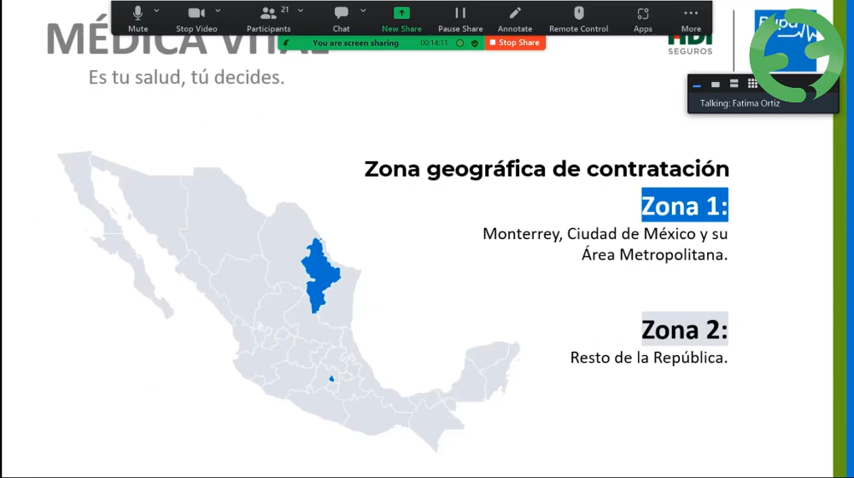 Mute
Stop Video
Participants
21
Chat
New Share
Pause Share
Annotate
Remote Control
Apps
More
You are screen sharing
00:14:11
Stop Share
MÉDICA
Es tu salud, tú decides.
SEGUROS
Talking: Fatima Ortiz
Zona geográfica de contratación
Zona 1:
Monterrey, Ciudad de México y su
Área Metropolitana.
Zona 2:
Resto de la República.